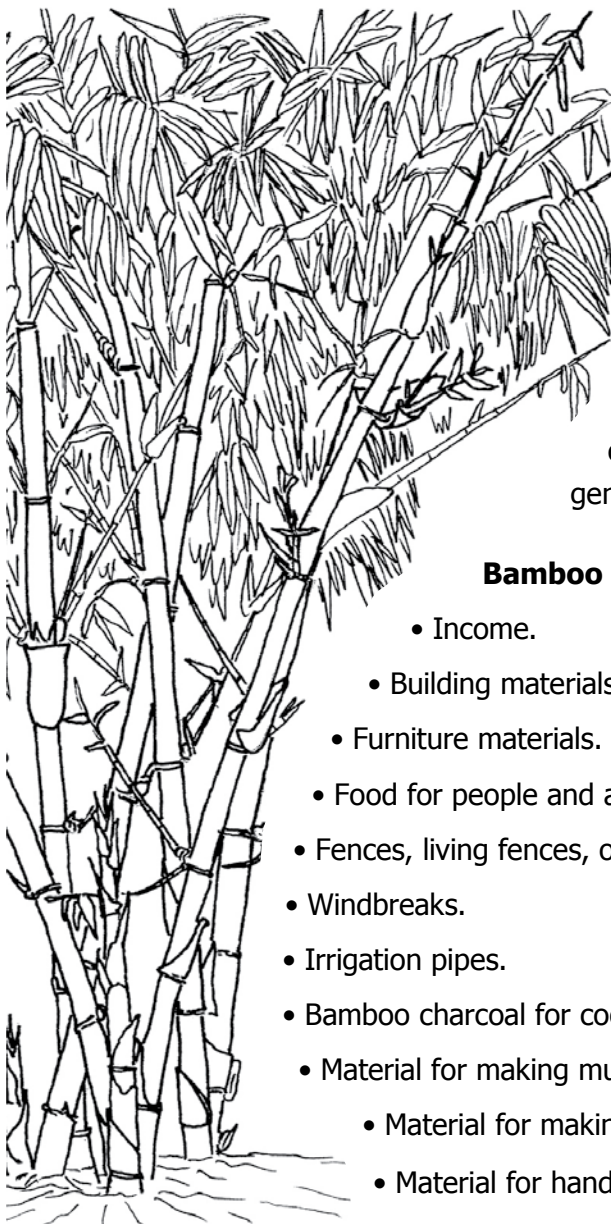 Bamboo
• Income.
• Building materials
• Furniture materials.
• Food for people and a
• Fences, living fences, o
• Windbreaks.
• Irrigation pipes.
• Bamboo charcoal for coo
• Material for making mu
• Material for makin
• Material for hand